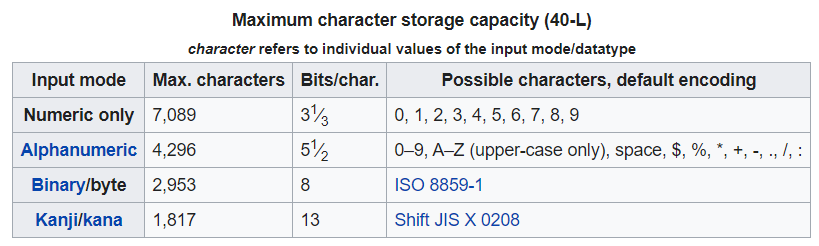 Maximum character storage capacity (40-L)
character refers to individual values of the input mode/datatype
Input mode Max. characters Bits/char. Possible characters, default encoding
Numeric only 7,089 3⅓ 0, 1, 2, 3, 4, 5, 6, 7, 8, 9
Alphanumeric 4,296 5½ 0–9, A–Z (upper-case only), space, $, %, *, +, -, ., /, :
Binary/byte 2,953 8 ISO 8859-1
Kanji/kana 1,817 13 Shift JIS X 0208